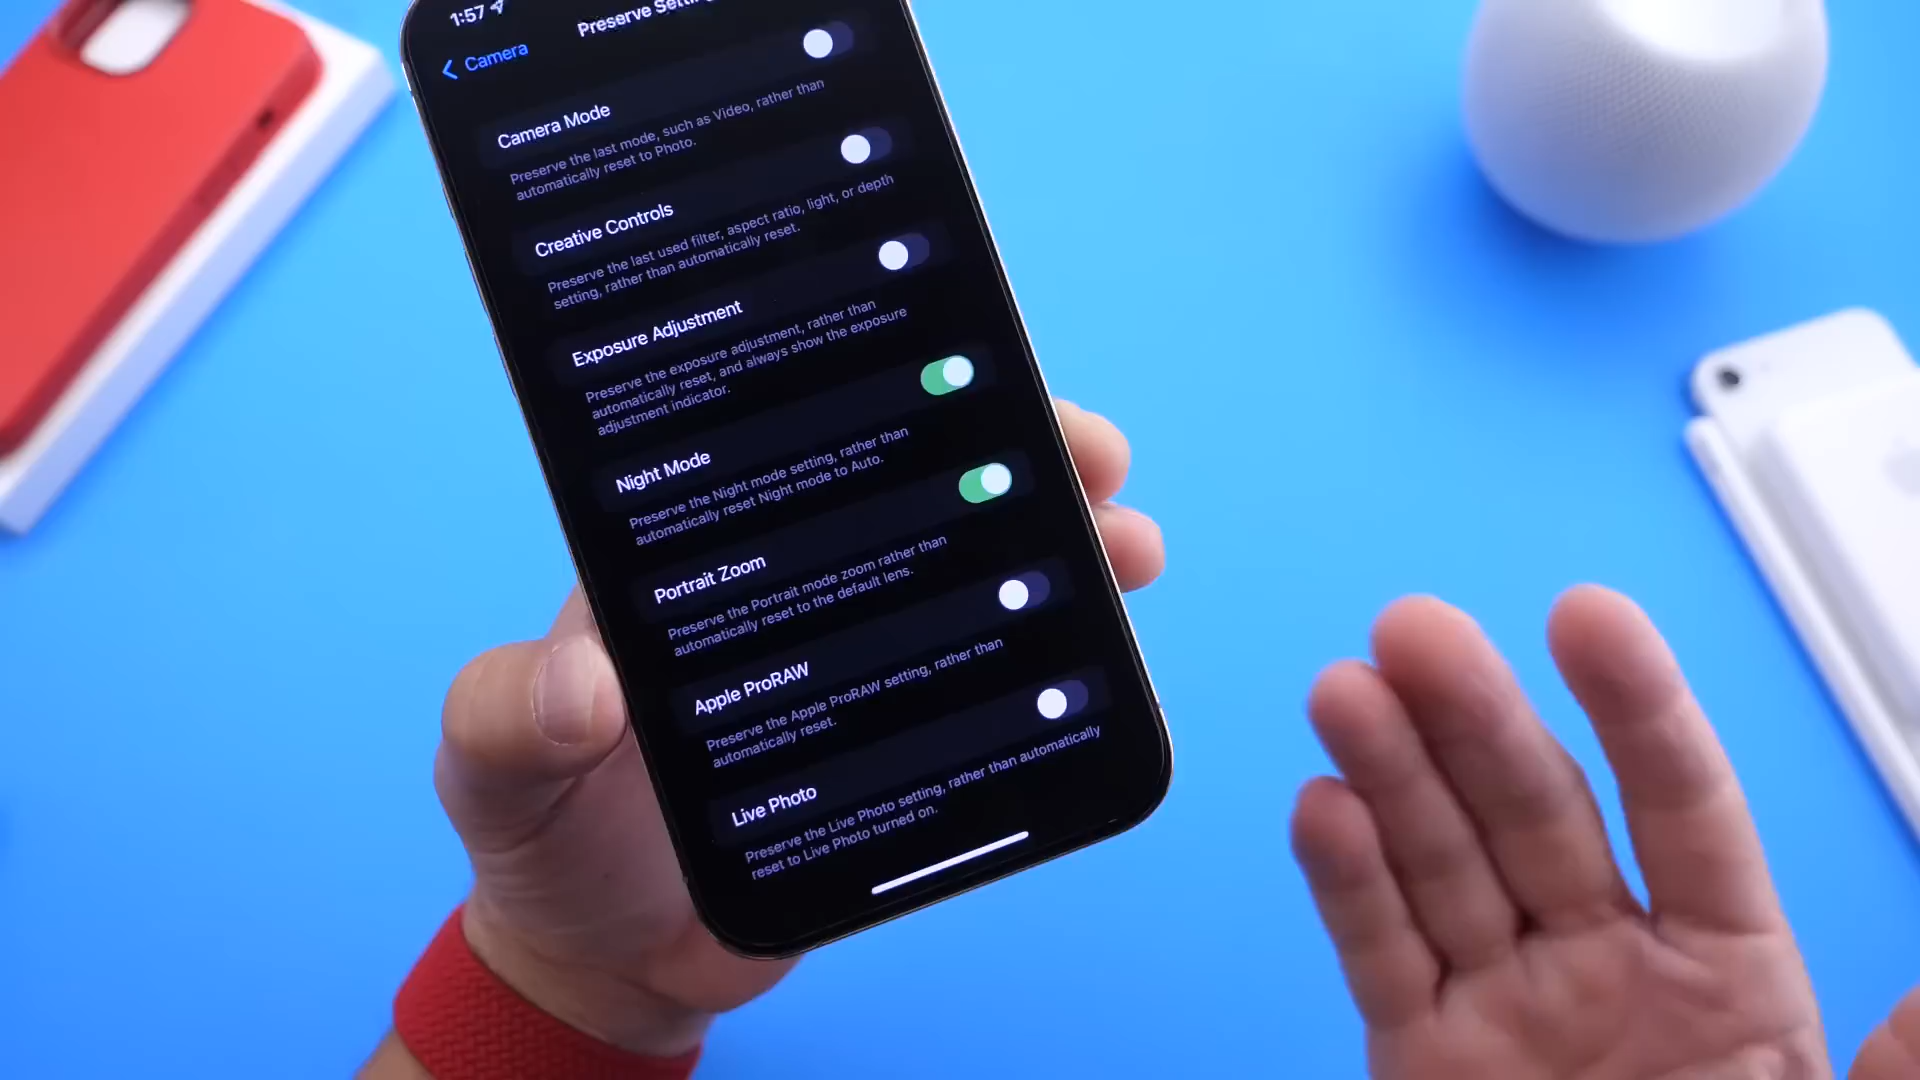 1:57
Preserve Settin
Camera
Camera Mode
Preserve the last mode, such as Video, rather than
automatically reset to Photo.
Creative Controls
Preserve the last used filter, aspect ratio, light, or depth
setting, rather than automatically reset.
Exposure Adjustment
Preserve the exposure adjustment, rather than
automatically reset, and always show the exposure
adjustment indicator.
Night Mode
Preserve the Night mode setting, rather than
automatically reset Night mode to Auto.
Portrait Zoom
Preserve the Portrait mode zoom rather than
automatically reset to the default lens.
Apple ProRAW
Preserve the Apple ProRAW setting, rather than
automatically reset.
Live Photo
Preserve the Live Photo setting, rather than automatically
reset to Live Photo turned on.